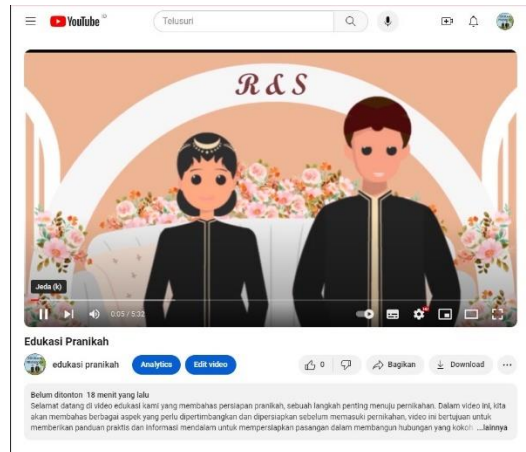 YouTube ID
Telusuri
R & S
Jeda (k)
0:05 / 5:32
Edukasi Pranikah
edukasi pranikah Analytics Edit video 0 Bagikan Download
Belum ditonton 18 menit yang lalu
Selamat datang di video edukasi kami yang membahas persiapan pranikah, sebuah langkah penting menuju pernikahan. Dalam video ini, kita
akan membahas berbagai aspek yang perlu dipertimbangkan dan dipersiapkan sebelum memasuki pernikahan, video ini bertujuan untuk
memberikan panduan praktis dan informasi mendalam untuk mempersiapkan pasangan dalam membangun hubungan yang kokoh ...lainnya